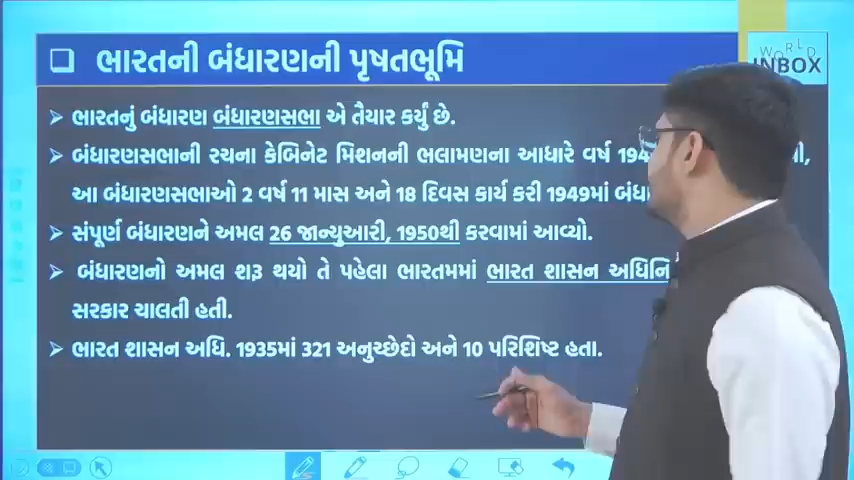 ભારતની બંધારણની પૃષતભૂમિ
WORLD
INBOX
ભારતનું બંધારણ બંધારણસભા એ તૈયાર કર્યું છે.
બંધારણસભાની રચના કેબિનેટ મિશનની ભલામણના આધારે વર્ષ
આ બંધારણસભાઓ 2 વર્ષ 11 માસ અને 18 દિવસ કાર્ય કરી 1949માં
સંપૂર્ણ બંધારણને અમલ 26 જાન્યુઆરી, 1950થી કરવામાં આવ્યો.
બંધારણનો અમલ શરૂ થયો તે પહેલા ભારતમમાં ભારત શાસન
સરકાર ચાલતી હતી.
ભારત શાસન અધિ. 1935માં 321 અનુચ્છેદો અને 10 પરિશિષ્ટ હતા.